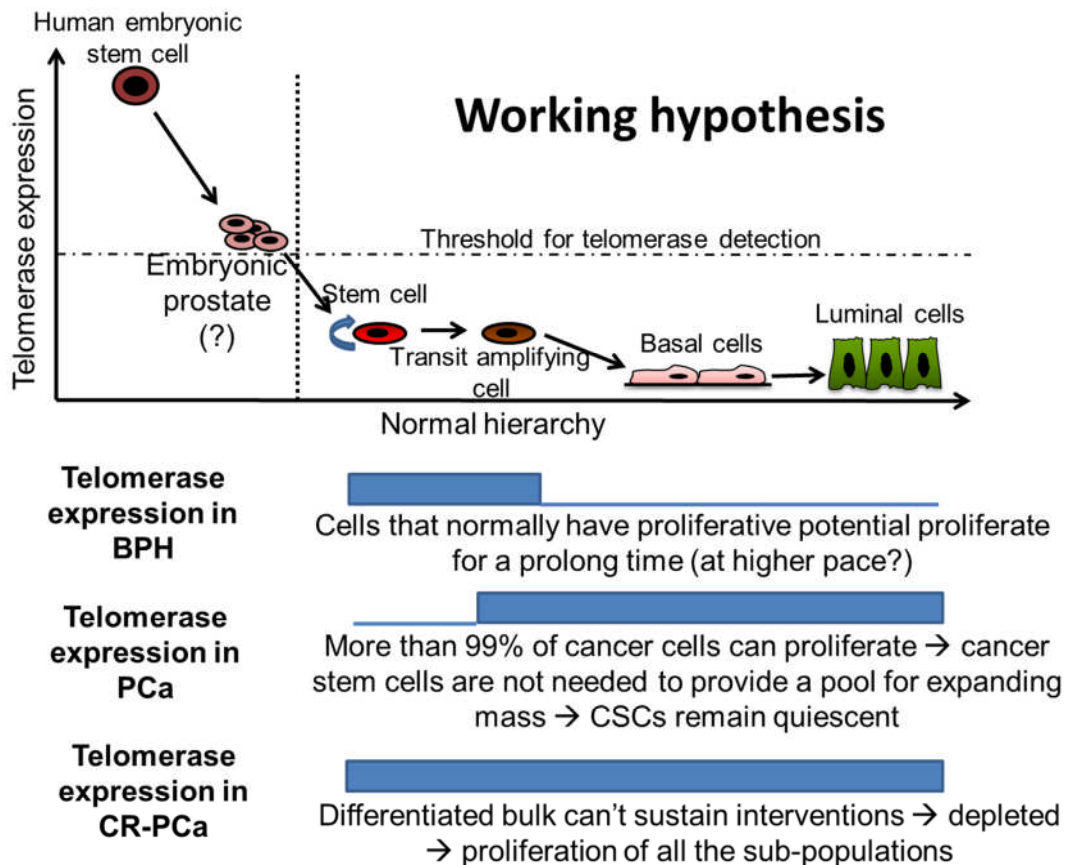 Human embryonic
stem cell
Working hypothesis
Telomerase expression
Threshold for telomerase detection
Embryonic
prostate
(?)
Stem cell
Transit amplifying
cell
Basal cells
Luminal cells
Normal hierarchy
Telomerase
expression in
BPH
Cells that normally have proliferative potential proliferate
for a prolong time (at higher pace?)
Telomerase
expression in
PCa
More than 99% of cancer cells can proliferate → cancer
stem cells are not needed to provide a pool for expanding
mass → CSCs remain quiescent
Telomerase
expression in
CR-PCa
Differentiated bulk can’t sustain interventions → depleted
→ proliferation of all the sub-populations